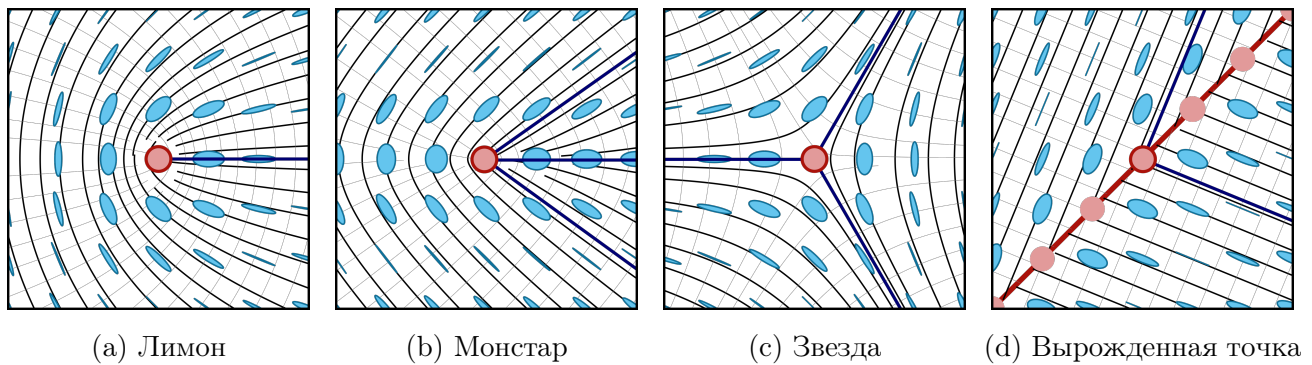 (a) Лимон
(b) Монстар
(c) Звезда
(d) Вырожденная точка